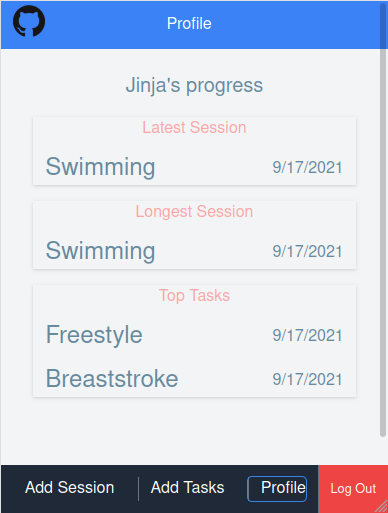 Profile
Jinja's progress
Latest Session
Swimming 9/17/2021
Longest Session
Swimming 9/17/2021
Top Tasks
Freestyle 9/17/2021
Breaststroke 9/17/2021
Add Session Add Tasks Profile Log Out